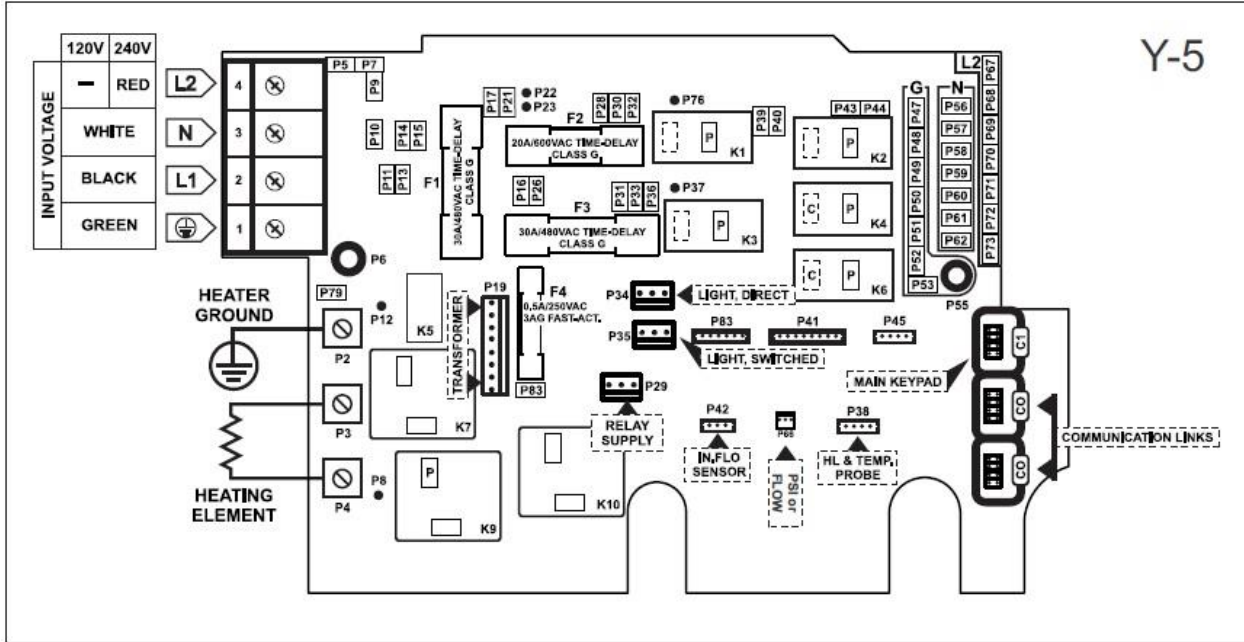 Y-5
120V 240V
INPUT VOLTAGE
– RED
WHITE
BLACK
GREEN
L2
N
L1
4
3
2
1
P5 P7
P9
P10
P14
P15
P11
P13
P6
P17
P21
P22
P23
F1
30A/480VAC TIME-DELAY
CLASS G
F2
20A/600VAC TIME-DELAY
CLASS G
P28
P30
P32
P16
P26
F3
30A/480VAC TIME-DELAY
CLASS G
P31
P33
P36
P76
P
K1
P39
P40
P37
P
K3
P43 P44
P
K2
C
P
K4
C
P
K6
L2
G
N
P47
P48
P49
P50
P51
P52
P53
P56
P57
P58
P59
P60
P61
P62
P67
P68
P69
P70
P71
P72
P73
P55
HEATER
GROUND
P79
P12
P2
P3
P4
P8
HEATING
ELEMENT
K5
K7
P
K9
K10
TRANSFORMER
P19
F4
0.5A/250VAC
3AG FAST-ACT.
P83
P34
LIGHT, DIRECT
P35
LIGHT, SWITCHED
P29
RELAY
SUPPLY
P83
P41
P45
P42
IN.FLO
SENSOR
P66
PSI or
FLOW
P38
HL & TEMP.
PROBE
MAIN KEYPAD
C1
CO
CO
COMMUNICATION LINKS